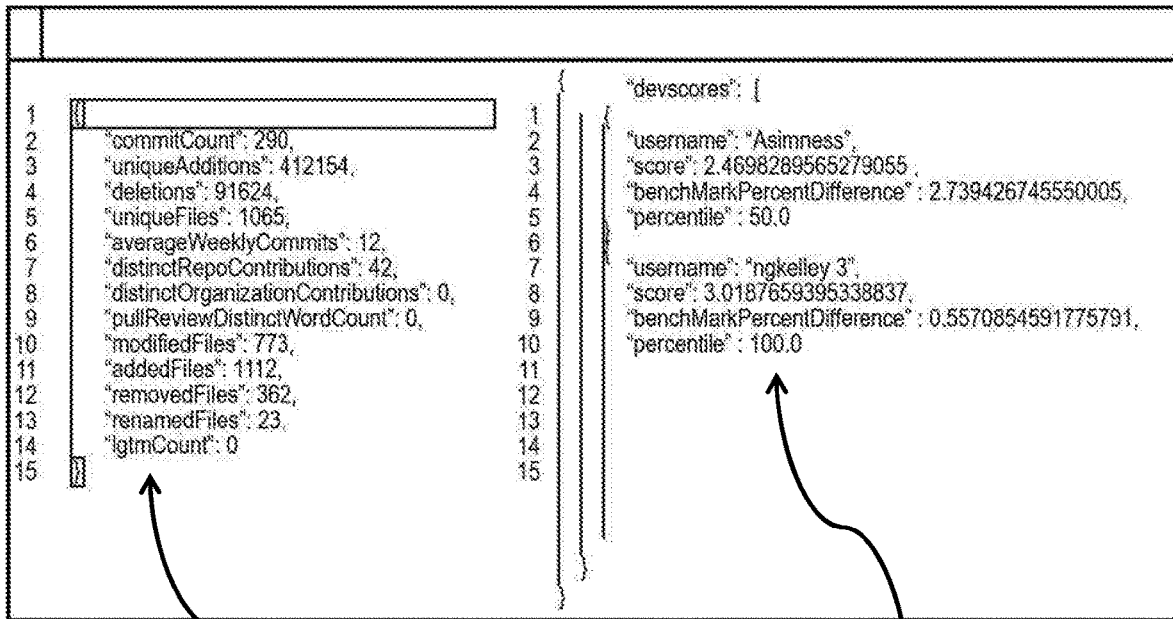 1 {
2 "commitCount": 290,
3 "uniqueAdditions": 412154,
4 "deletions": 91624,
5 "uniqueFiles": 1065,
6 "averageWeeklyCommits": 12,
7 "distinctRepoContributions": 42,
8 "distinctOrganizationContributions": 0,
9 "pullReviewDistinctWordCount": 0,
10 "modifiedFiles": 773,
11 "addedFiles": 1112,
12 "removedFiles": 362,
13 "renamedFiles": 23,
14 "lgtmCount": 0
15 }
{
"devscores": [
1 {
2 "username": "Asimness",
3 "score": 2.4698289565279055 ,
4 "benchMarkPercentDifference" : 2.739426745550005,
5 "percentile" : 50.0
6 }
{
7 "username": "ngkelley 3",
8 "score": 3.0187659395338837,
9 "benchMarkPercentDifference" : 0.5570854591775791,
10 "percentile" : 100.0
11
12
13
14
15
}
}